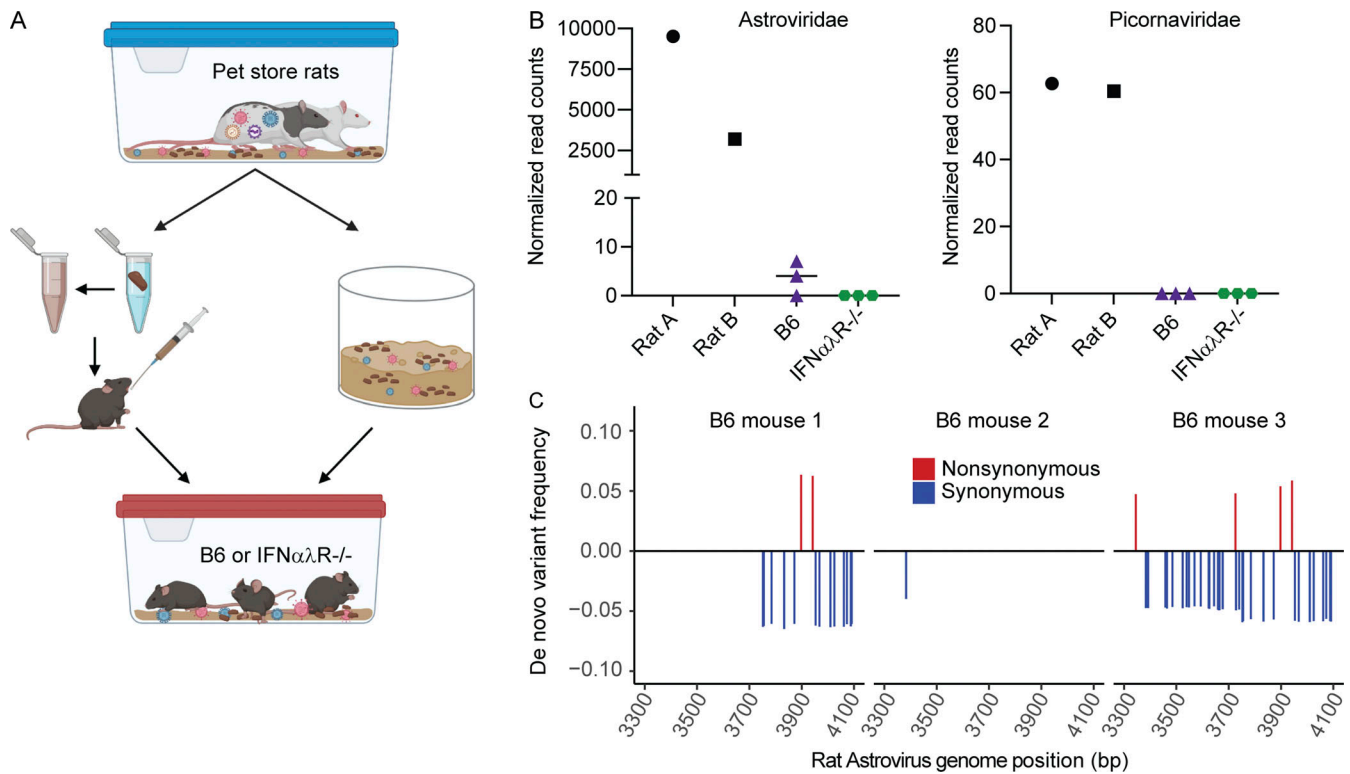 A
Pet store rats
B6 or IFNαλR-/-
B
Astroviridae
Normalized read counts
10000
7500
5000
2500
20
10
0
Rat A
Rat B
B6
IFNαλR-/-
Picornaviridae
Normalized read counts
80
60
40
20
0
Rat A
Rat B
B6
IFNαλR-/-
C
De novo variant frequency
B6 mouse 1
B6 mouse 2
B6 mouse 3
Nonsynonymous
Synonymous
0.10
0.05
0.00
−0.05
−0.10
3300
3500
3700
3900
4100
3300
3500
3700
3900
4100
3300
3500
3700
3900
4100
Rat Astrovirus genome position (bp)